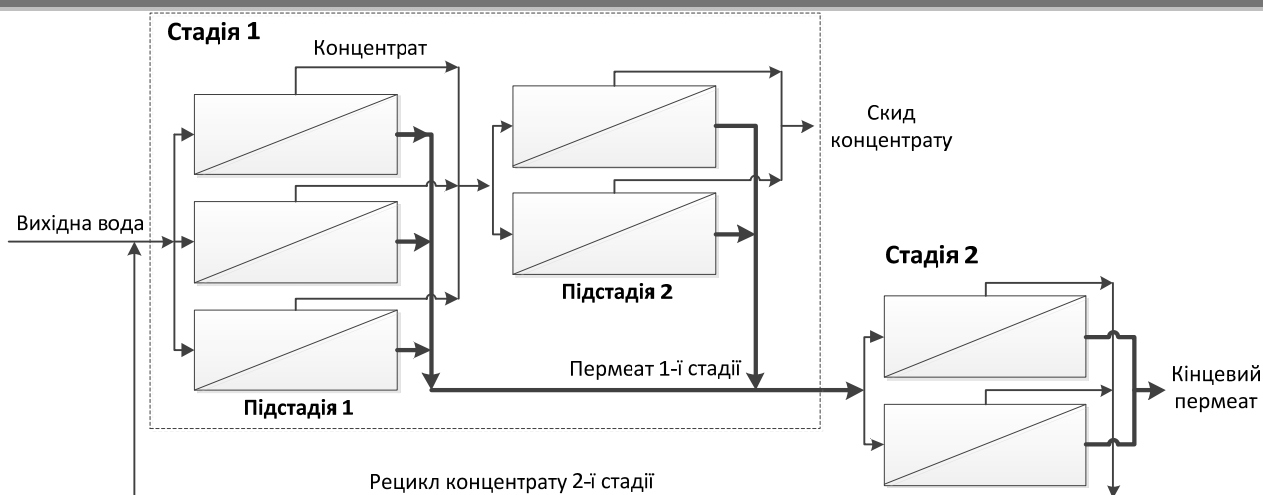 Стадія 1
Концентрат
Скид
концентрату
Вихідна вода
Стадія 2
Підстадія 2
Пермеат 1-ї стадії
Кінцевий
пермеат
Підстадія 1
Рецикл концентрату 2-ї стадії